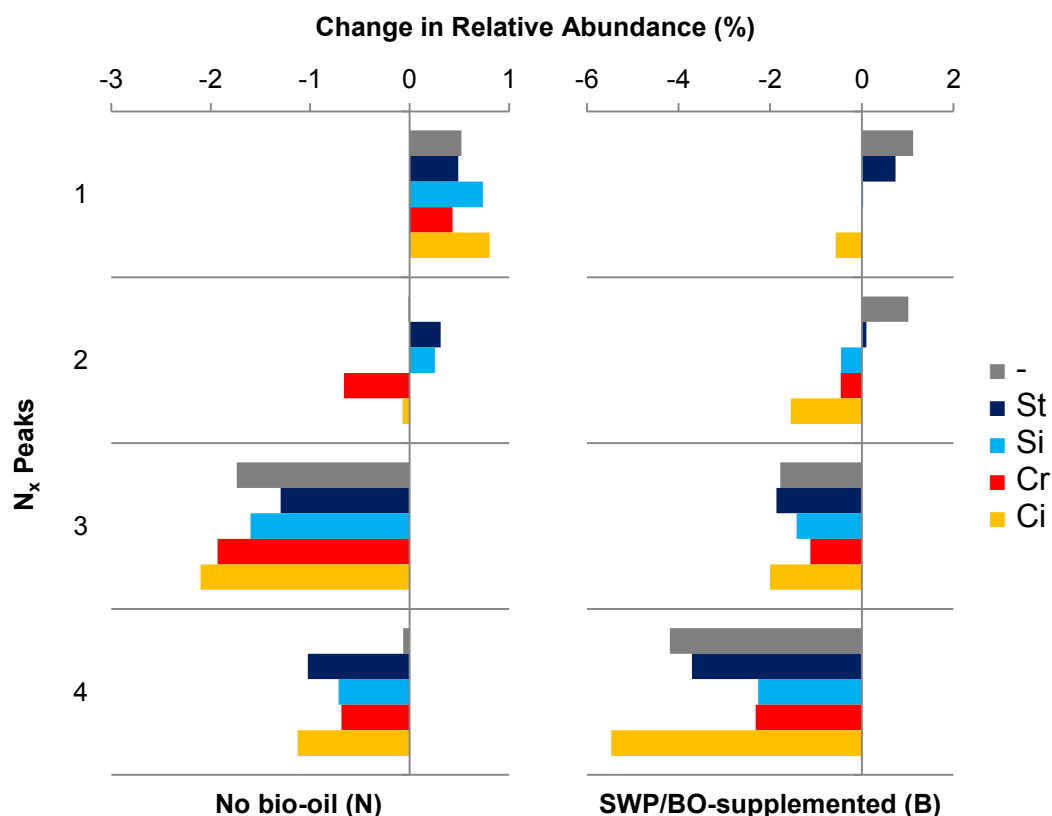 Change in Relative Abundance (%)
-3 -2 -1 0 1 -6 -4 -2 0 2
1
2
3
4
Nₓ Peaks
-
St
Si
Cr
Ci
No bio-oil (N) SWP/BO-supplemented (B)